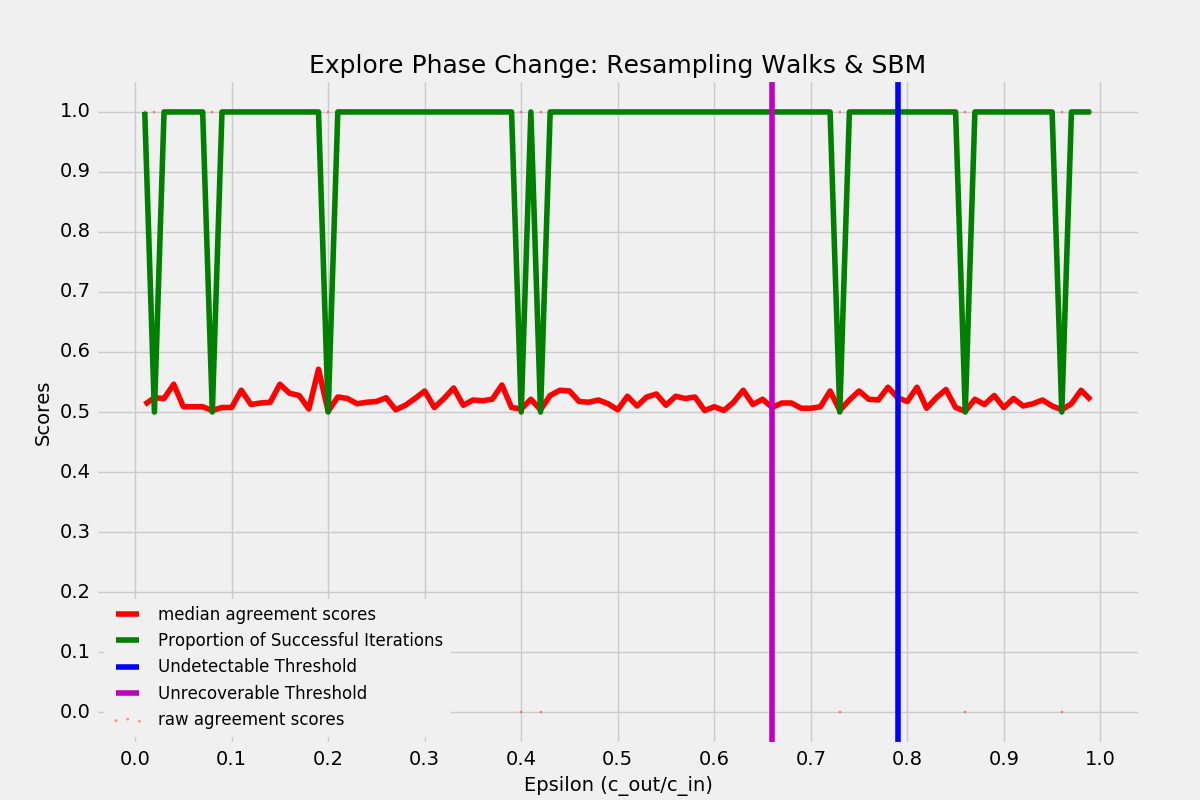 Explore Phase Change: Resampling Walks & SBM
1.0
0.9
0.8
0.7
0.6
0.5
0.4
0.3
0.2
0.1
0.0
Scores
median agreement scores
Proportion of Successful Iterations
Undetectable Threshold
Unrecoverable Threshold
raw agreement scores
0.0 0.1 0.2 0.3 0.4 0.5 0.6 0.7 0.8 0.9 1.0
Epsilon (c_out/c_in)